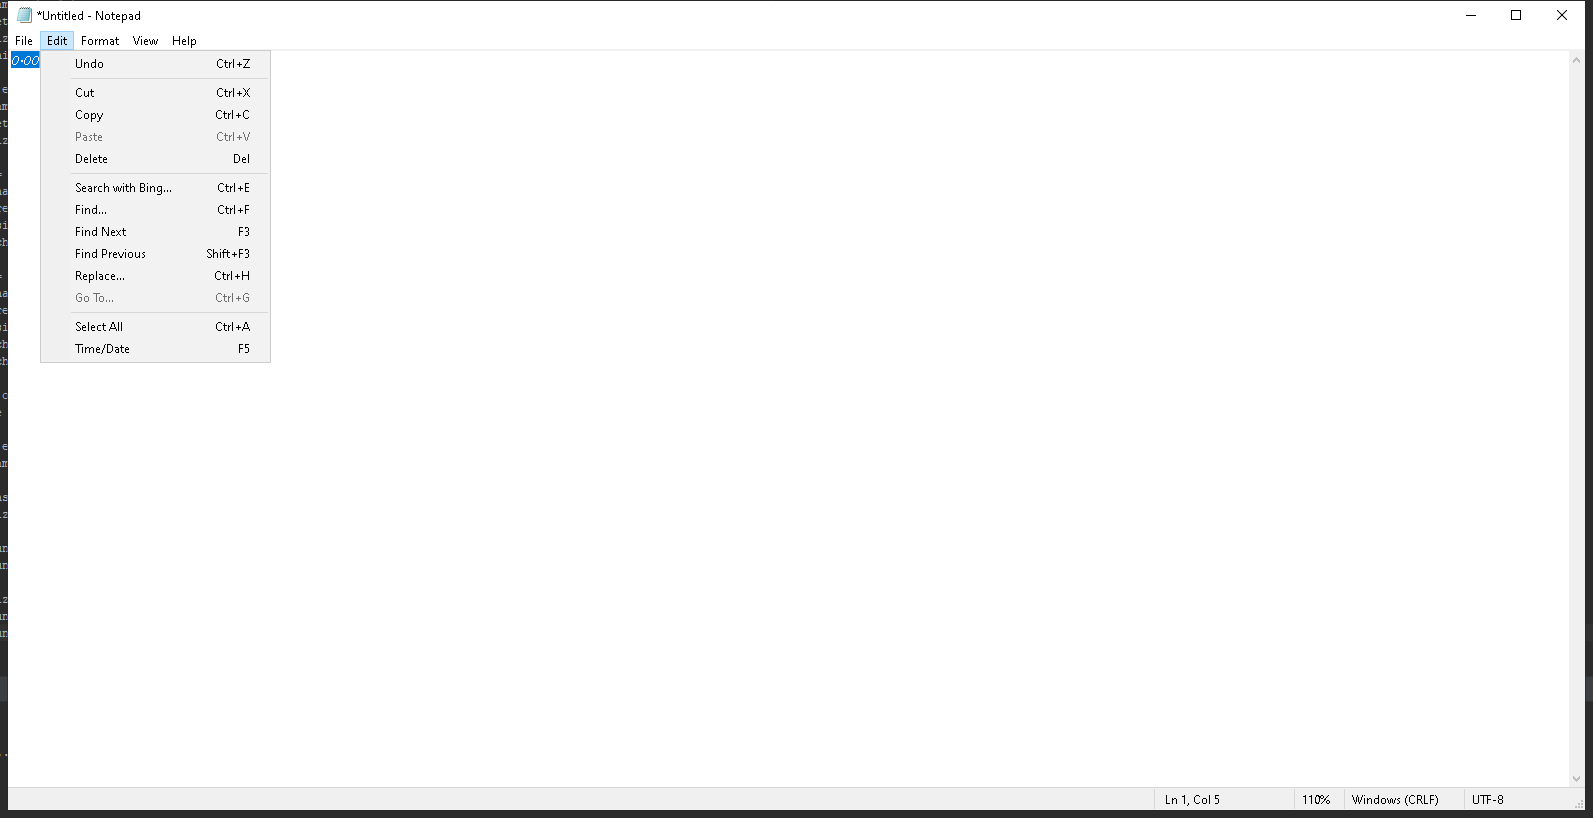 *Untitled - Notepad
File Edit Format View Help
0.00
Undo Ctrl+Z
Cut Ctrl+X
Copy Ctrl+C
Paste Ctrl+V
Delete Del
Search with Bing... Ctrl+E
Find... Ctrl+F
Find Next F3
Find Previous Shift+F3
Replace... Ctrl+H
Go To... Ctrl+G
Select All Ctrl+A
Time/Date F5
Ln 1, Col 5 110% Windows (CRLF) UTF-8